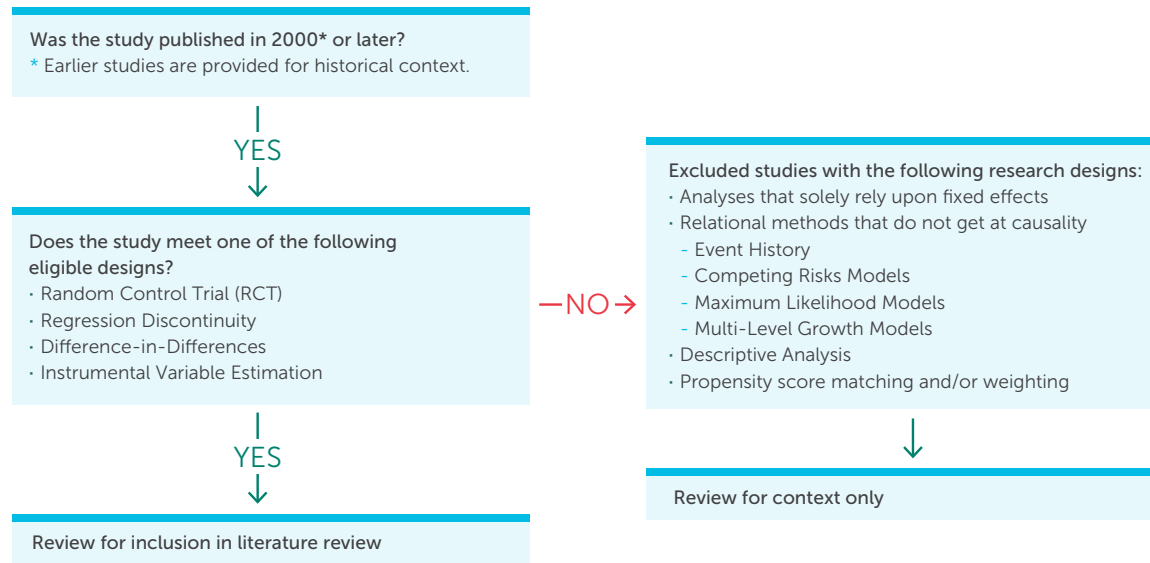 Was the study published in 2000* or later?
* Earlier studies are provided for historical context.
YES
Does the study meet one of the following
eligible designs?
· Random Control Trial (RCT)
· Regression Discontinuity
· Difference-in-Differences
· Instrumental Variable Estimation
NO
Excluded studies with the following research designs:
· Analyses that solely rely upon fixed effects
· Relational methods that do not get at causality
- Event History
- Competing Risks Models
- Maximum Likelihood Models
- Multi-Level Growth Models
· Descriptive Analysis
· Propensity score matching and/or weighting
Review for context only
YES
Review for inclusion in literature review